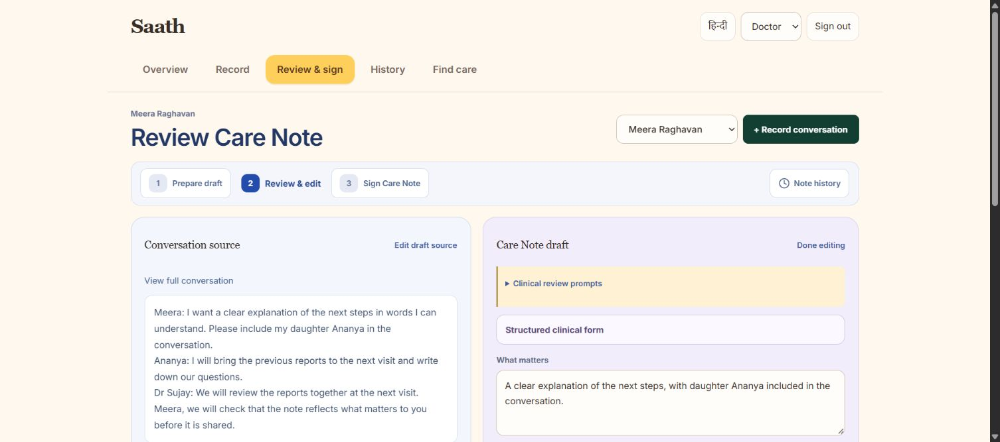 Saath
हिन्दी
Doctor
Sign out
Overview
Record
Review & sign
History
Find care
Meera Raghavan
Review Care Note
Meera Raghavan
+ Record conversation
1 Prepare draft
2 Review & edit
3 Sign Care Note
Note history
Conversation source
Edit draft source
View full conversation
Meera: I want a clear explanation of the next steps in words I can
understand. Please include my daughter Ananya in the
conversation.
Ananya: I will bring the previous reports to the next visit and write
down our questions.
Dr Sujay: We will review the reports together at the next visit.
Meera, we will check that the note reflects what matters to you
before it is shared.
Care Note draft
Done editing
Clinical review prompts
Structured clinical form
What matters
A clear explanation of the next steps, with daughter Ananya included in the
conversation.